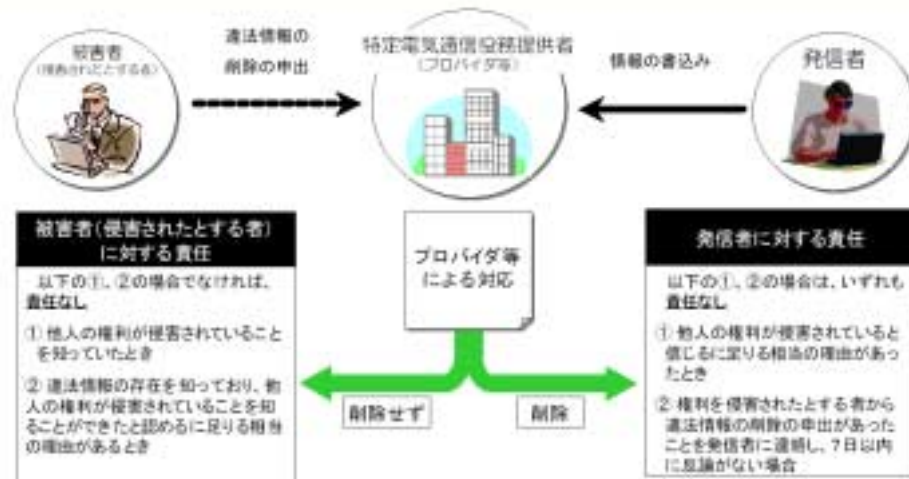 被害者
(侵害されたとする者)
違法情報の
削除の申出
特定電気通信役務提供者
(プロバイダ等)
情報の書込み
発信者
被害者(侵害されたとする者)
に対する責任
以下の①、②の場合でなければ、
責任なし
① 他人の権利が侵害されていること
を知っていたとき
② 違法情報の存在を知っており、他
人の権利が侵害されていることを知
ることができたと認めるに足りる相当
の理由があるとき
プロバイダ等
による対応
削除せず
削除
発信者に対する責任
以下の①、②の場合は、いずれも
責任なし
① 他人の権利が侵害されていると
信じるに足りる相当の理由があっ
たとき
② 権利を侵害されたとする者から
違法情報の削除の申出があった
ことを発信者に連絡し、7日以内
に反論がない場合